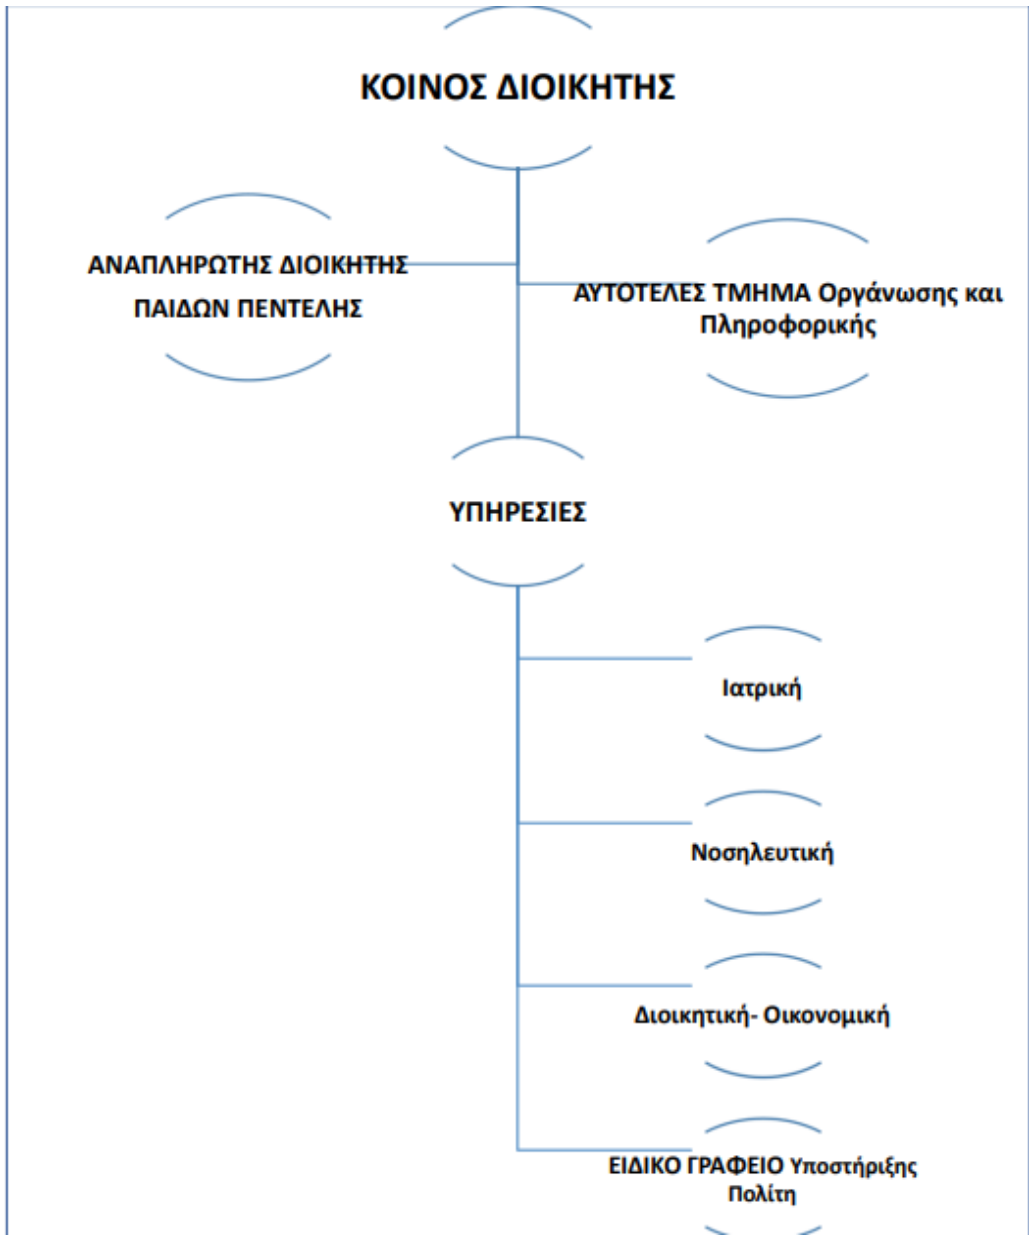 ΚΟΙΝΟΣ ΔΙΟΙΚΗΤΗΣ
ΑΝΑΠΛΗΡΩΤΗΣ ΔΙΟΙΚΗΤΗΣ
ΠΑΙΔΩΝ ΠΕΝΤΕΛΗΣ
ΑΥΤΟΤΕΛΕΣ ΤΜΗΜΑ Οργάνωσης και
Πληροφορικής
ΥΠΗΡΕΣΙΕΣ
Ιατρική
Νοσηλευτική
Διοικητική- Οικονομική
ΕΙΔΙΚΟ ΓΡΑΦΕΙΟ Υποστήριξης
Πολίτη